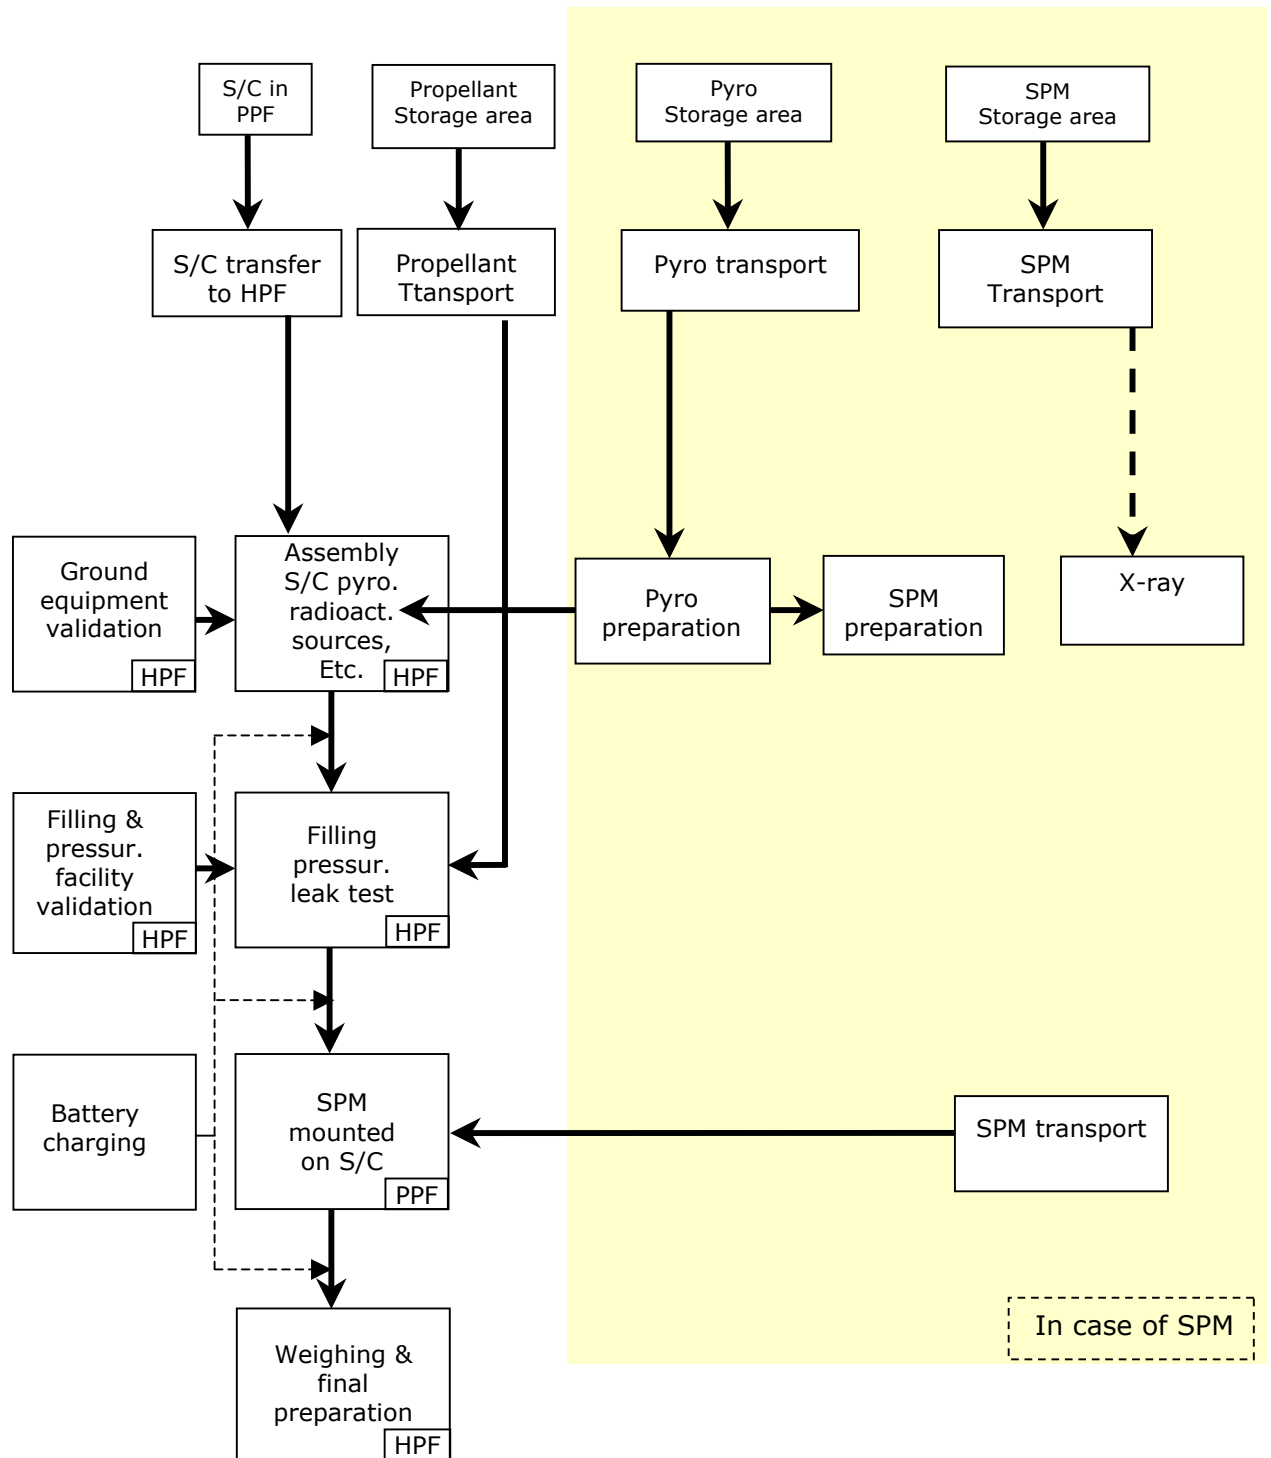 S/C in
PPF
Propellant
Storage area
Pyro
Storage area
SPM
Storage area
S/C transfer
to HPF
Propellant
Ttansport
Pyro transport
SPM
Transport
Ground
equipment
validation
HPF
Assembly
S/C pyro.
radioact.
sources,
Etc.
HPF
Pyro
preparation
SPM
preparation
X-ray
Filling &
pressur.
facility
validation
HPF
Filling
pressur.
leak test
HPF
Battery
charging
SPM
mounted
on S/C
PPF
SPM transport
In case of SPM
Weighing &
final
preparation
HPF